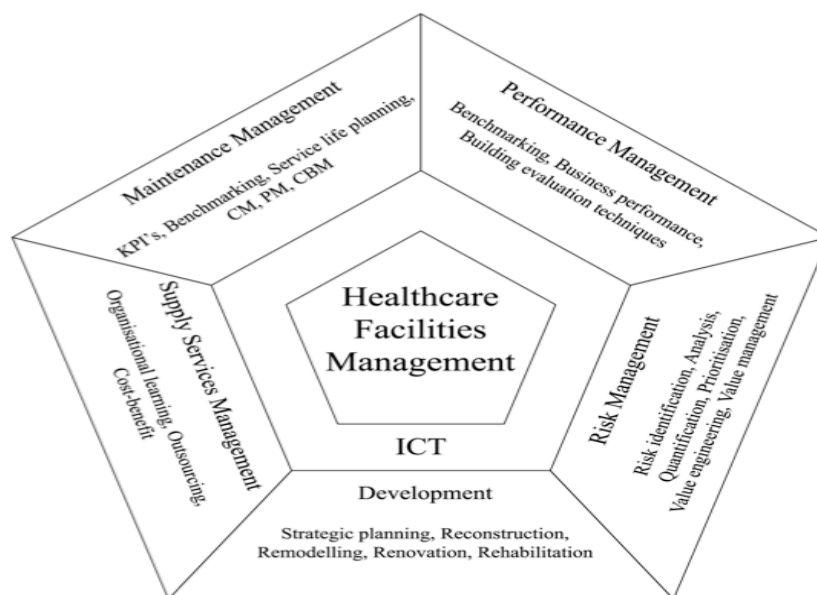 Maintenance Management
KPI's, Benchmarking, Service life planning,
CM, PM, CBM
Performance Management
Benchmarking, Business performance,
Building evaluation techniques
Healthcare
Facilities
Management
ICT
Supply Services Management
Organisational learning, Outsourcing,
Cost-benefit
Risk Management
Risk identification, Analysis,
Quantification, Prioritisation,
Value engineering, Value management
Development
Strategic planning, Reconstruction,
Remodelling, Renovation, Rehabilitation